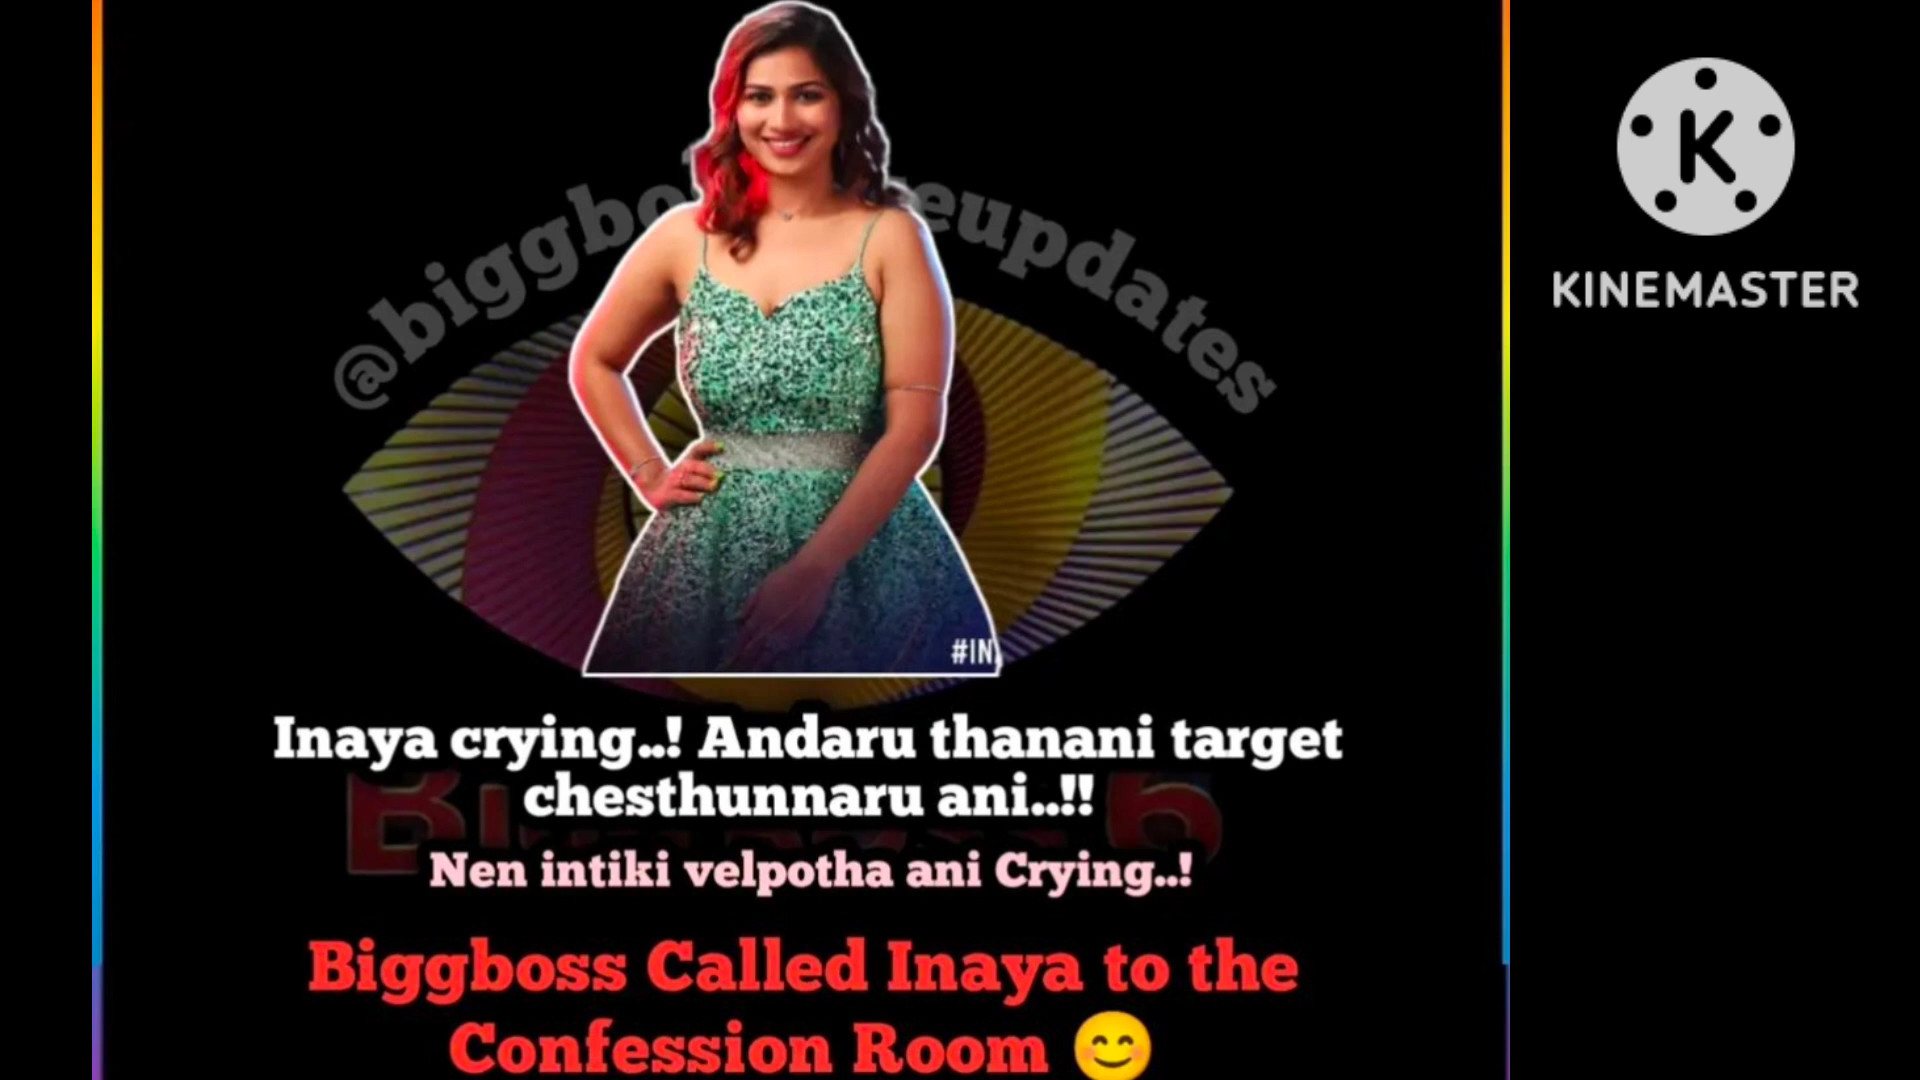 @biggbo eupdates
KINEMASTER
#IN
Inaya crying..! Andaru thanani target
chesthunnaru ani..!!
Nen intiki velpotha ani Crying..!
Biggboss Called Inaya to the
Confession Room 😊